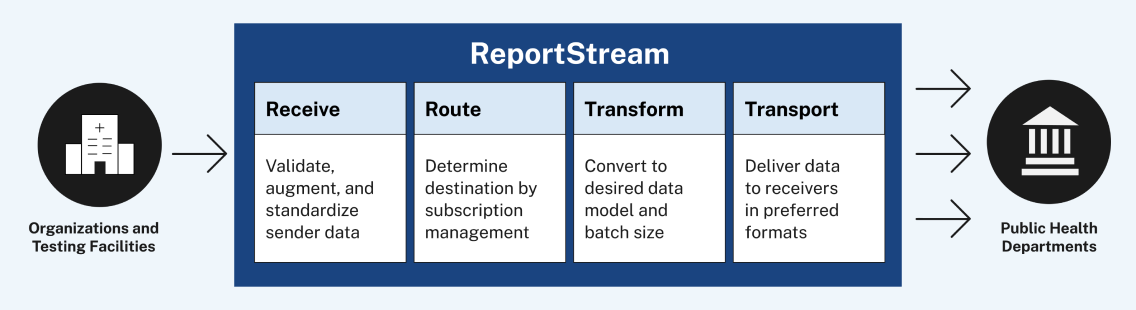 ReportStream
Organizations and
Testing Facilities
Receive
Validate,
augment, and
standardize
sender data
Route
Determine
destination by
subscription
management
Transform
Convert to
desired data
model and
batch size
Transport
Deliver data
to receivers
in preferred
formats
Public Health
Departments